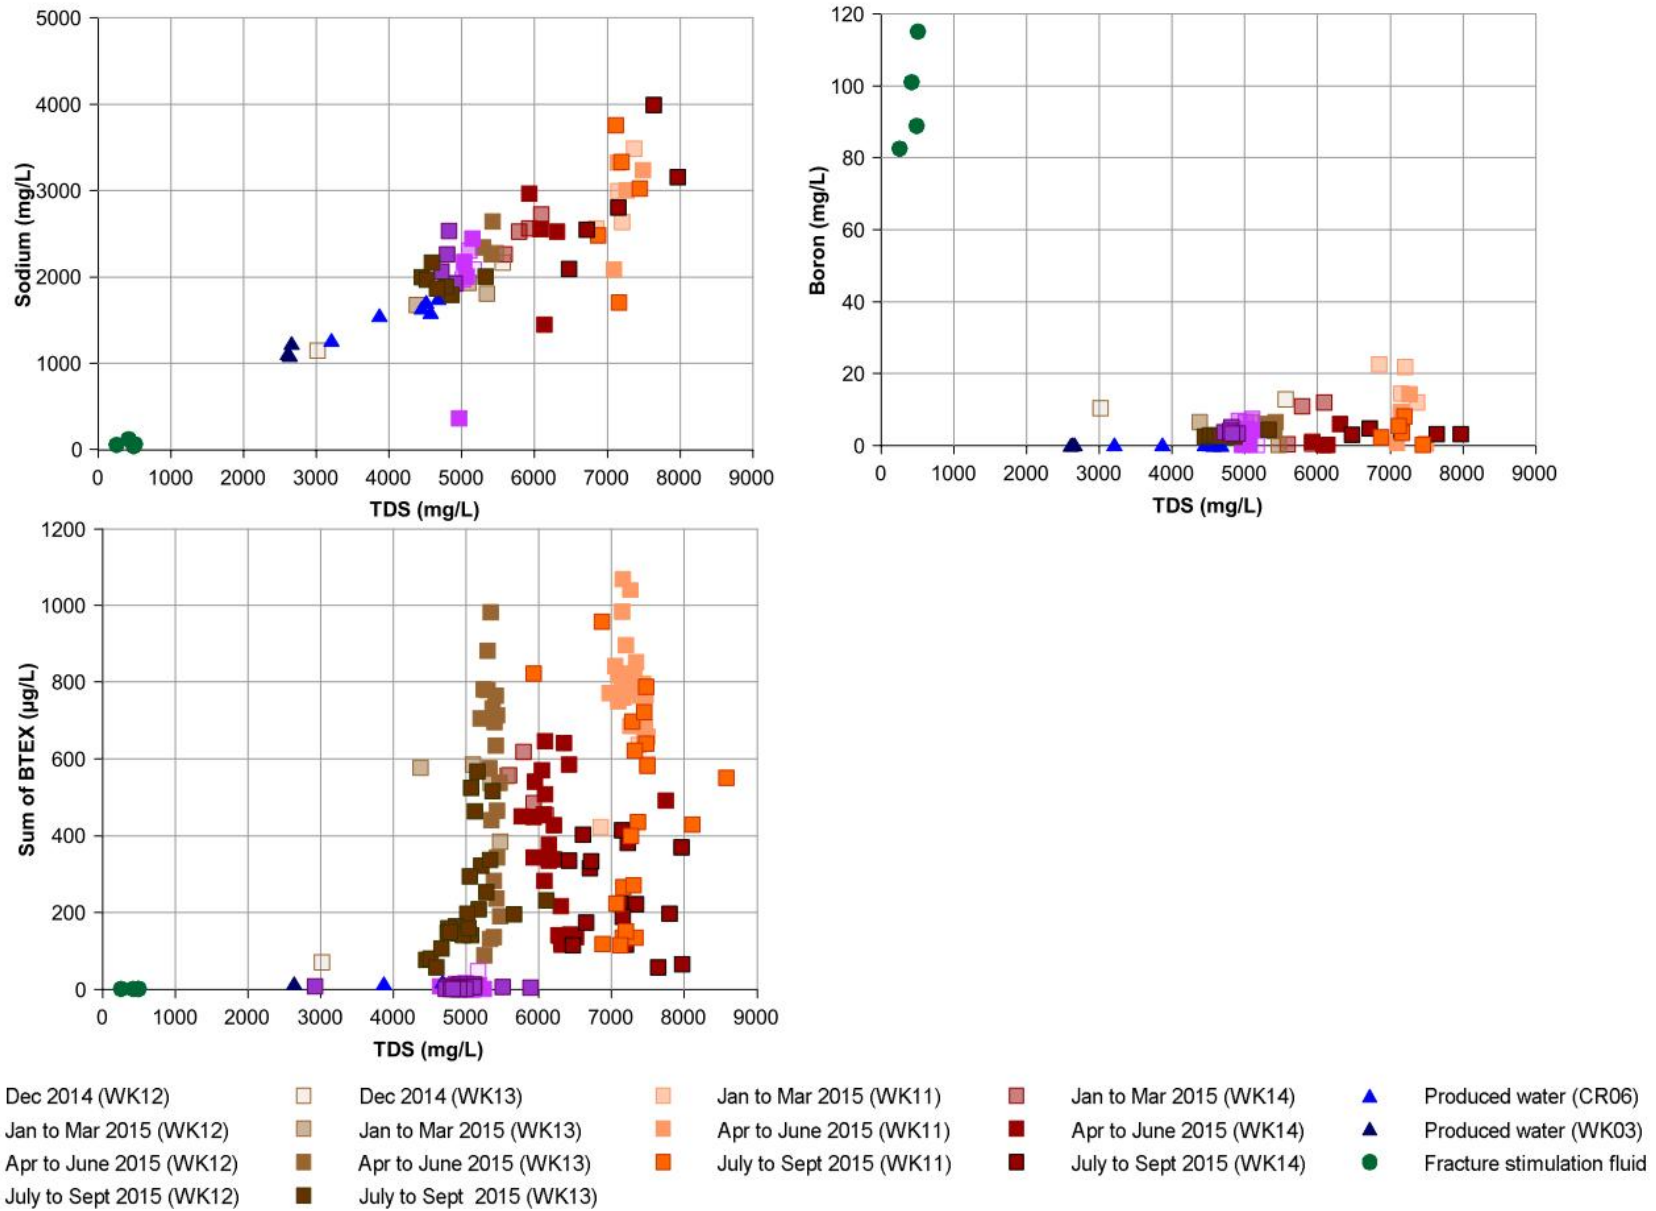 5000
4000
3000
2000
1000
0
Sodium (mg/L)
0 1000 2000 3000 4000 5000 6000 7000 8000 9000
TDS (mg/L)
120
100
80
60
40
20
0
Boron (mg/L)
0 1000 2000 3000 4000 5000 6000 7000 8000 9000
TDS (mg/L)
1200
1000
800
600
400
200
0
Sum of BTEX (µg/L)
0 1000 2000 3000 4000 5000 6000 7000 8000 9000
TDS (mg/L)
Dec 2014 (WK12) Dec 2014 (WK13) Jan to Mar 2015 (WK11) Jan to Mar 2015 (WK14) Produced water (CR06)
Jan to Mar 2015 (WK12) Jan to Mar 2015 (WK13) Apr to June 2015 (WK11) Apr to June 2015 (WK14) Produced water (WK03)
Apr to June 2015 (WK12) Apr to June 2015 (WK13) July to Sept 2015 (WK11) July to Sept 2015 (WK14) Fracture stimulation fluid
July to Sept 2015 (WK12) July to Sept 2015 (WK13)